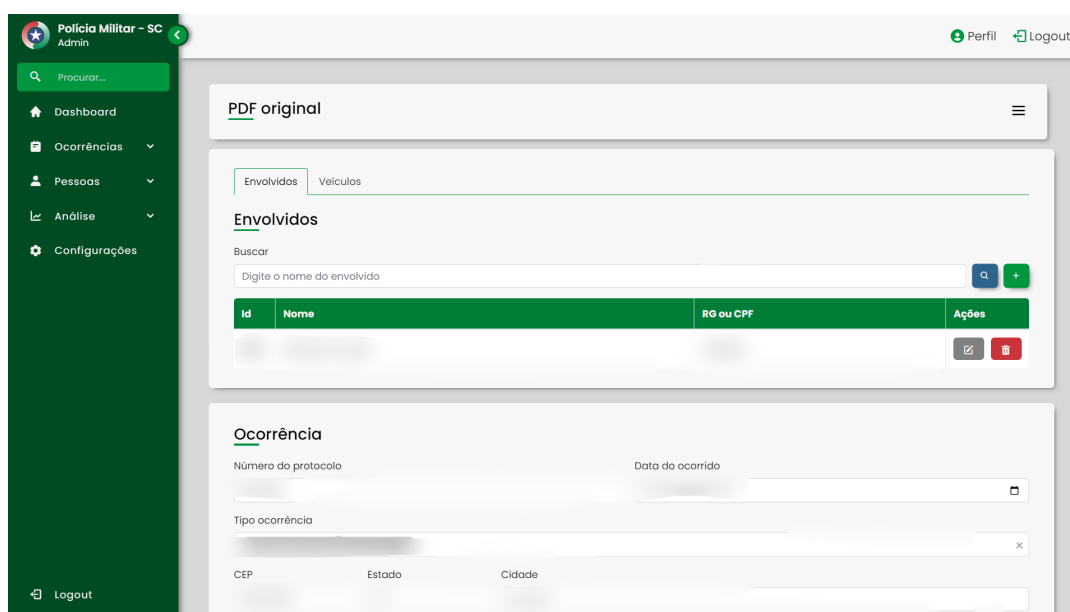 Polícia Militar - SC
Admin
Perfil
Logout
Procurar...
Dashboard
Ocorrências
Pessoas
Análise
Configurações
Logout
PDF original
Envolvidos Veículos
Envolvidos
Buscar
Digite o nome do envolvido
Id Nome RG ou CPF Ações
Ocorrência
Número do protocolo Data do ocorrido
Tipo ocorrência
CEP Estado Cidade